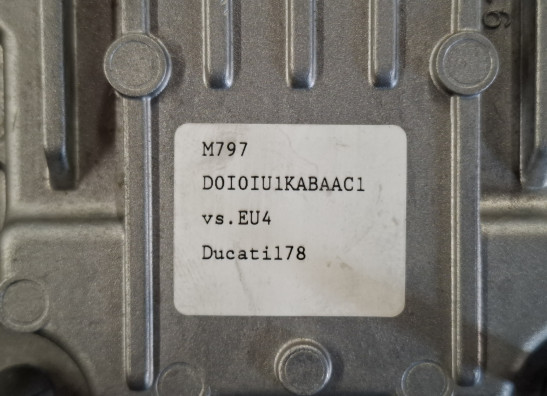 M797
D0I0IU1KABAAC1
vs.EU4
Ducati178